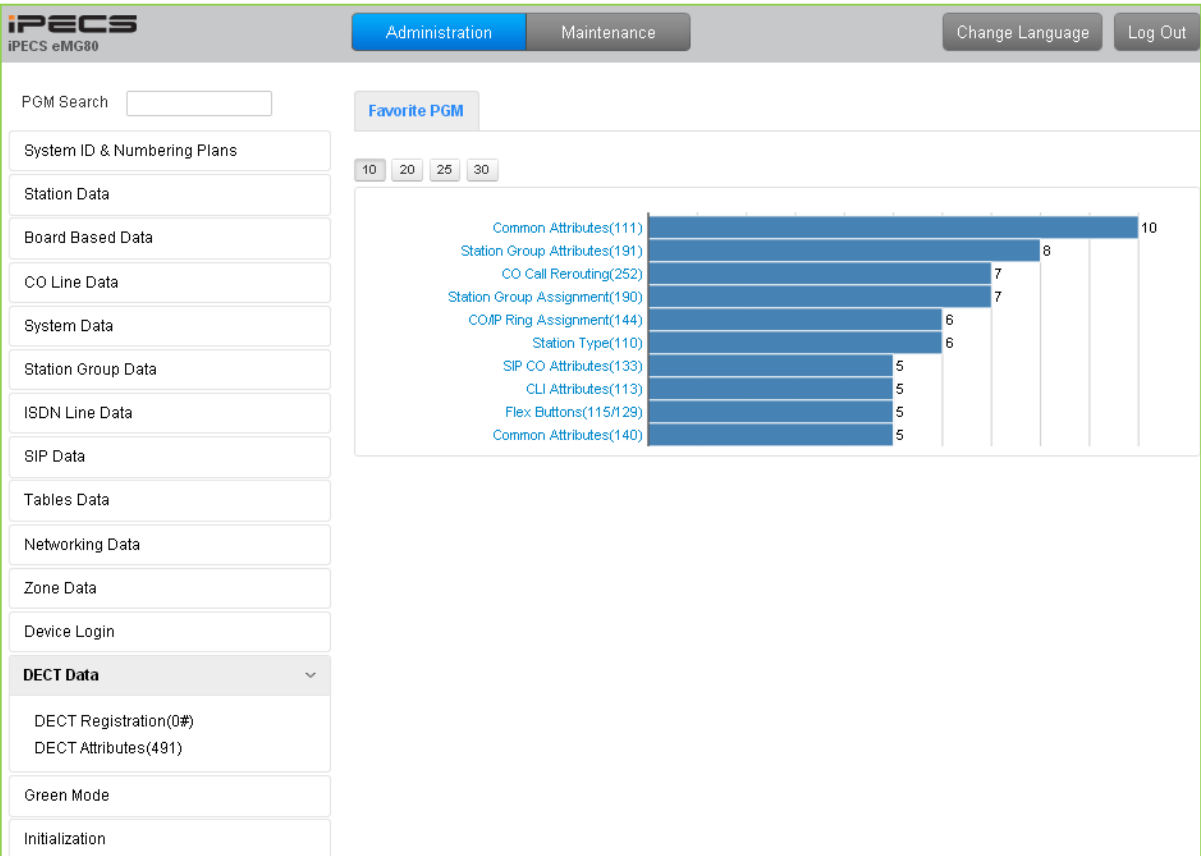 iPECS
iPECS eMG80
Administration
Maintenance
Change Language
Log Out
PGM Search
System ID & Numbering Plans
Station Data
Board Based Data
CO Line Data
System Data
Station Group Data
ISDN Line Data
SIP Data
Tables Data
Networking Data
Zone Data
Device Login
DECT Data
DECT Registration(0#)
DECT Attributes(491)
Green Mode
Initialization
Favorite PGM
10 20 25 30
Common Attributes(111) 10
Station Group Attributes(191) 8
CO Call Rerouting(252) 7
Station Group Assignment(190) 7
CO/IP Ring Assignment(144) 6
Station Type(110) 6
SIP CO Attributes(133) 5
CLI Attributes(113) 5
Flex Buttons(115/129) 5
Common Attributes(140) 5